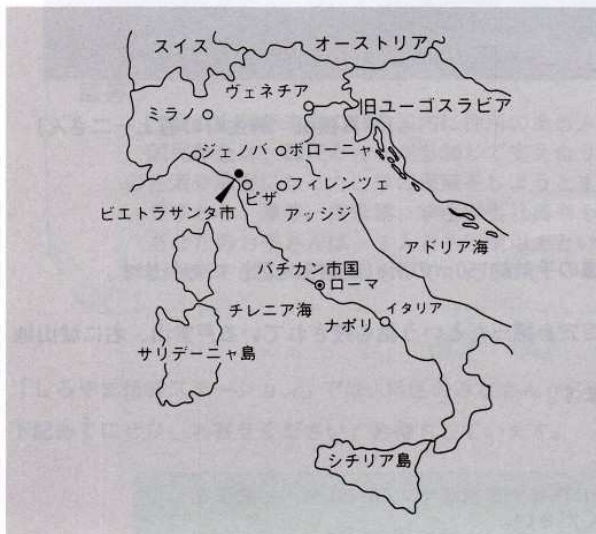 スイス
オーストリア
ヴェネチア
旧ユーゴスラビア
ミラノ
ジェノバ
ボローニャ
ピザ
フィレンツェ
ビエトラサンタ市
アッシジ
アドリア海
バチカン市国
ローマ
チレニア海
イタリア
ナポリ
サリデーニャ島
シチリア島